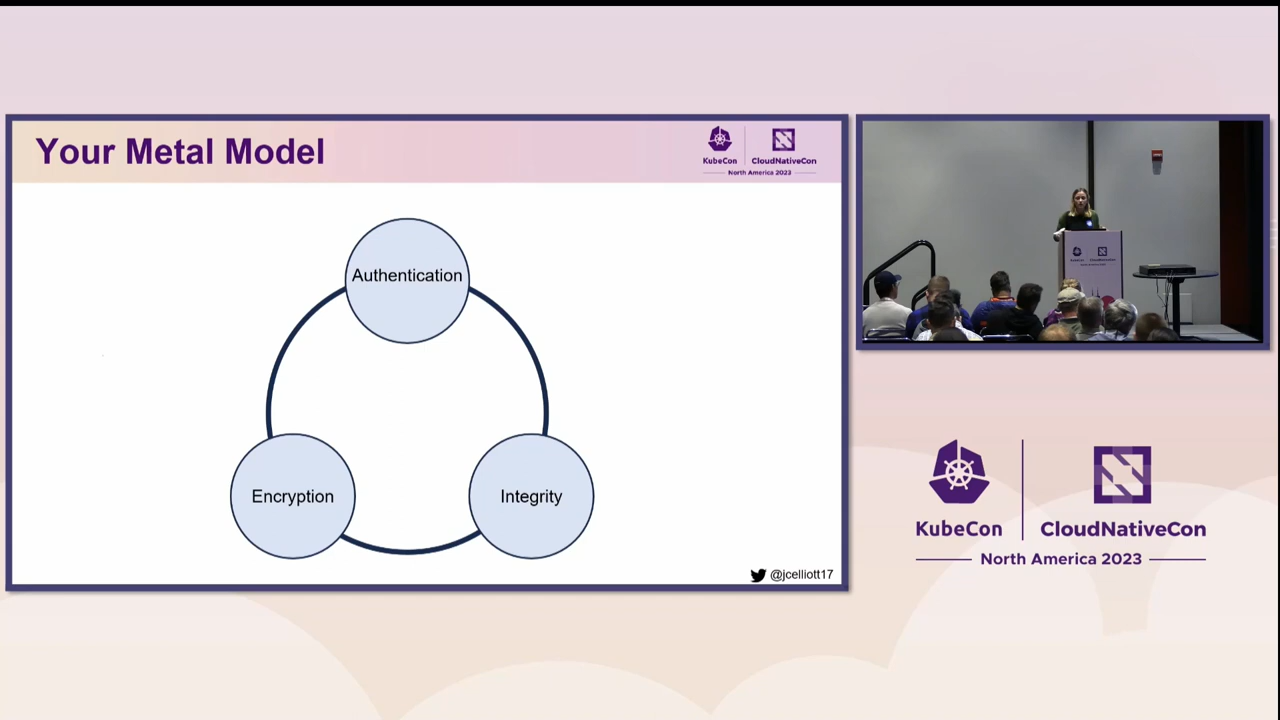 Your Metal Model
KubeCon
CloudNativeCon
North America 2023
Authentication
Encryption
Integrity
@jcelliott17
KubeCon
CloudNativeCon
North America 2023